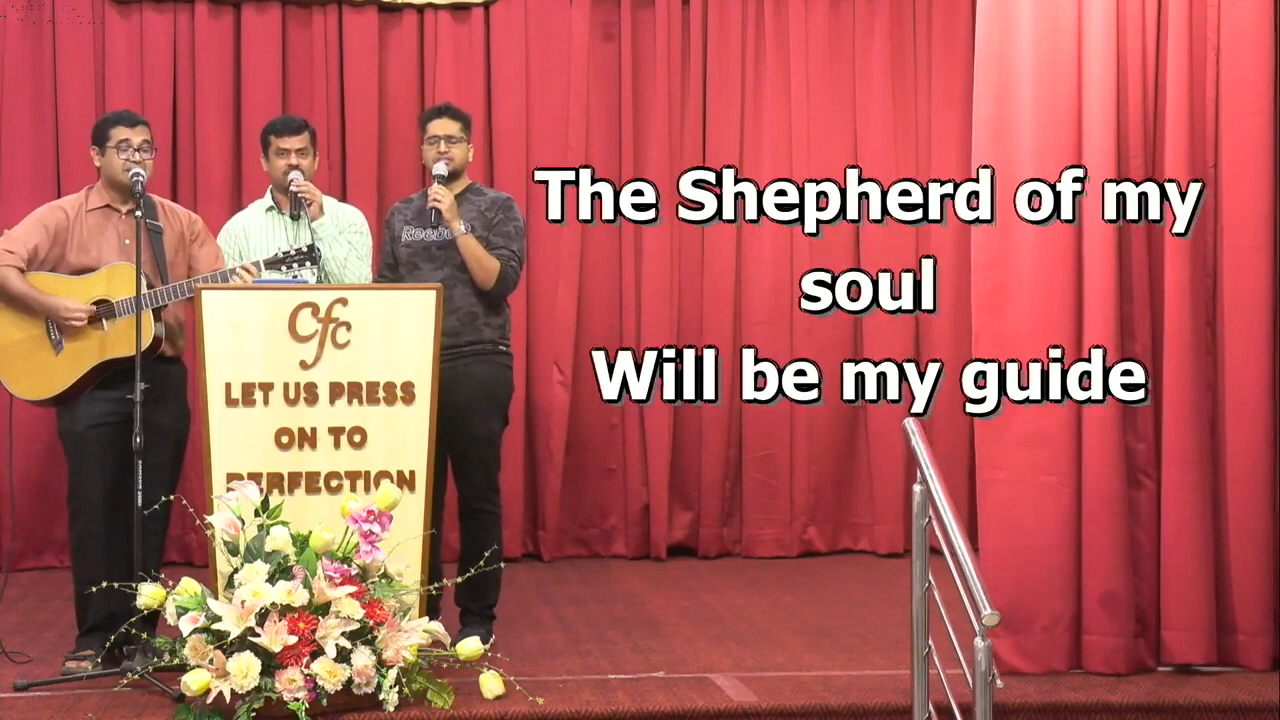 The Shepherd of my
soul
Will be my guide
Reebok
cfc
LET US PRESS
ON TO
PERFECTION